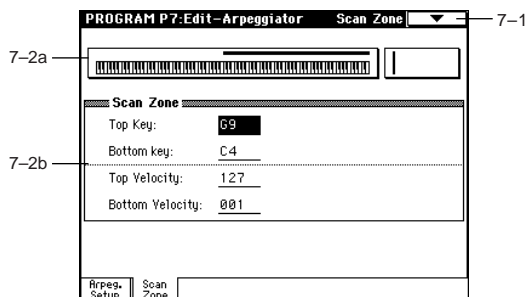 PROGRAM P7:Edit-Arpeggiator Scan Zone
7–1
7–2a
Scan Zone
Top Key: G9
Bottom key: C4
7–2b
Top Velocity: 127
Bottom Velocity: 001
Arpeg. Setup
Scan Zone